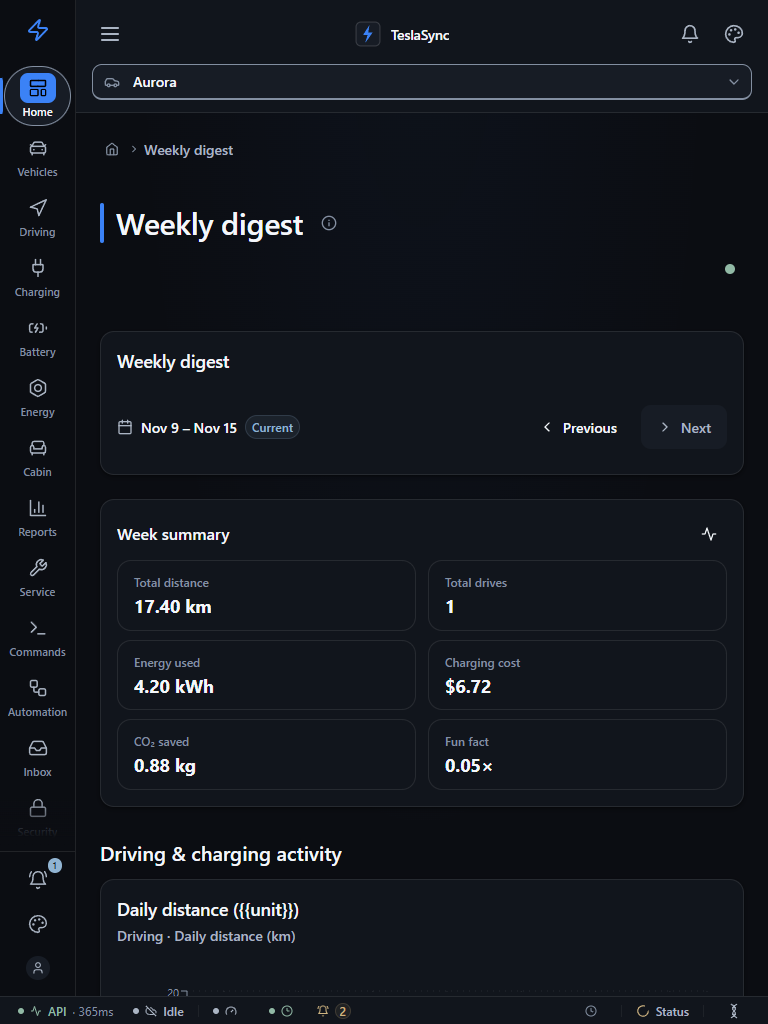 TeslaSync
Aurora
Home
Vehicles
Driving
Charging
Battery
Energy
Cabin
Reports
Service
Commands
Automation
Inbox
Security
1
Weekly digest
Weekly digest
Weekly digest
Nov 9 – Nov 15
Current
Previous
Next
Week summary
Total distance
17.40 km
Total drives
1
Energy used
4.20 kWh
Charging cost
$6.72
CO₂ saved
0.88 kg
Fun fact
0.05×
Driving & charging activity
Daily distance ({{unit}})
Driving · Daily distance (km)
20
API · 365ms
Idle
2
Status